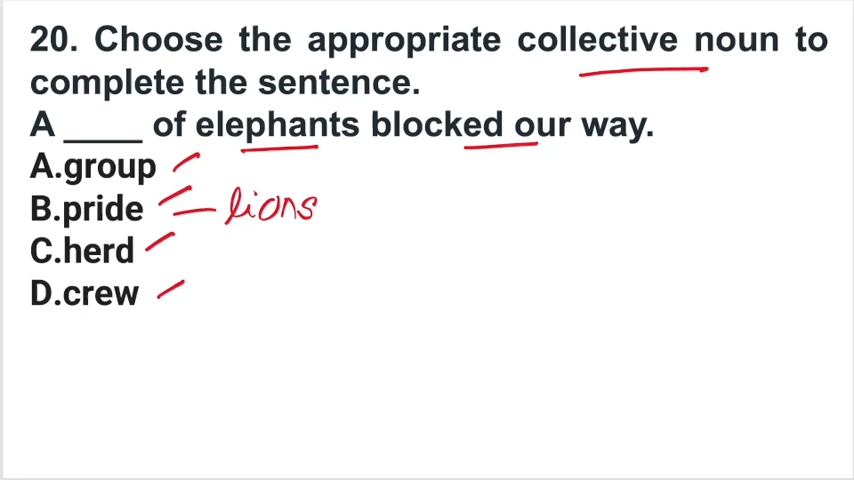 20. Choose the appropriate collective noun to
complete the sentence.
A ____ of elephants blocked our way.
A.group
B.pride – lions
C.herd
D.crew